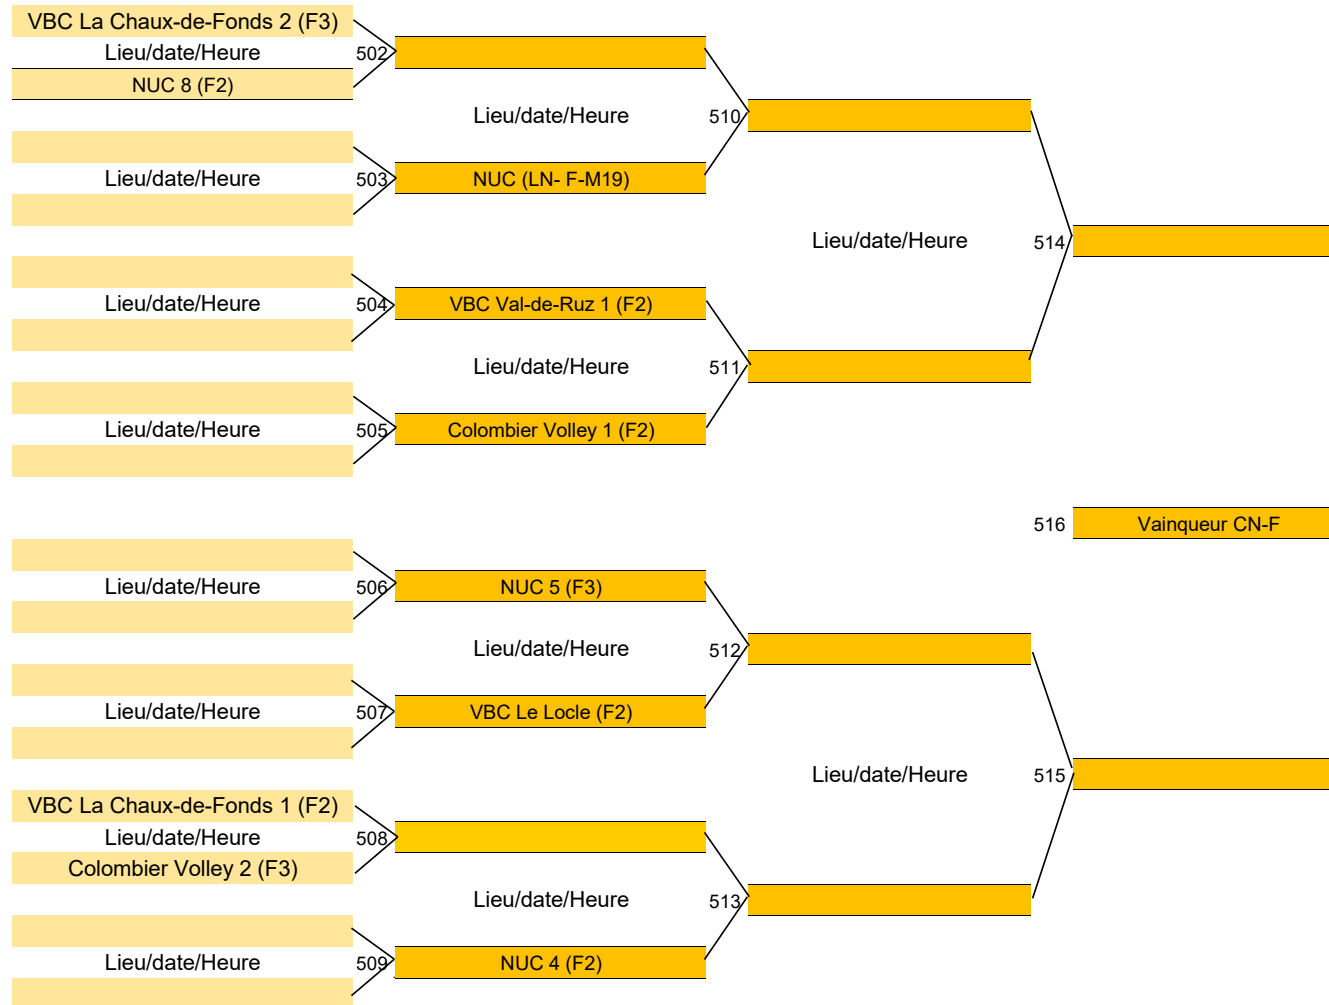 VBC La Chaux-de-Fonds 2 (F3)
Lieu/date/Heure
502
NUC 8 (F2)
Lieu/date/Heure
510
Lieu/date/Heure
503
NUC (LN- F-M19)
Lieu/date/Heure
514
Lieu/date/Heure
504
VBC Val-de-Ruz 1 (F2)
Lieu/date/Heure
511
Lieu/date/Heure
505
Colombier Volley 1 (F2)
516
Vainqueur CN-F
Lieu/date/Heure
506
NUC 5 (F3)
Lieu/date/Heure
512
Lieu/date/Heure
507
VBC Le Locle (F2)
Lieu/date/Heure
515
VBC La Chaux-de-Fonds 1 (F2)
Lieu/date/Heure
508
Colombier Volley 2 (F3)
Lieu/date/Heure
513
Lieu/date/Heure
509
NUC 4 (F2)